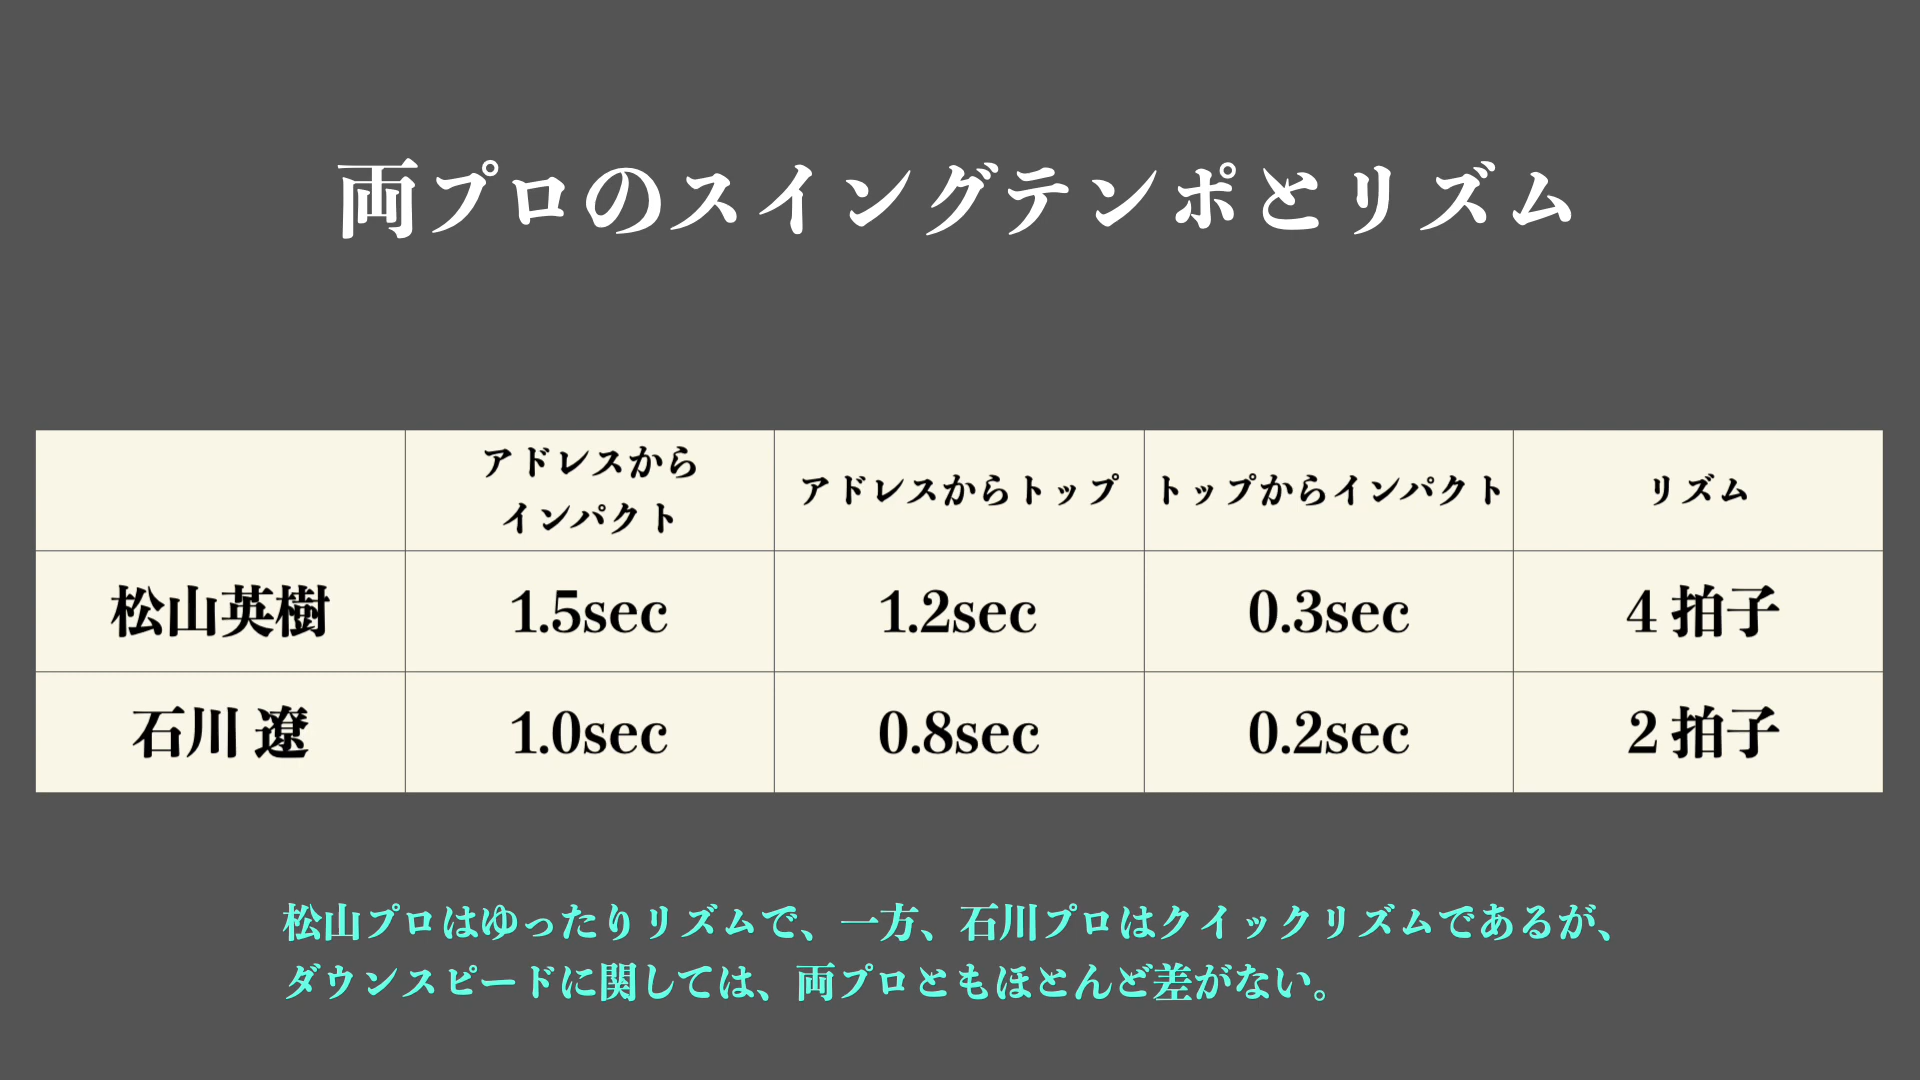 両プロのスイングテンポとリズム
アドレスから
インパクト
アドレスからトップ
トップからインパクト
リズム
松山英樹
1.5sec
1.2sec
0.3sec
4 拍子
石川 遼
1.0sec
0.8sec
0.2sec
2 拍子
松山プロはゆったりリズムで、一方、石川プロはクイックリズムであるが、
ダウンスピードに関しては、両プロともほとんど差がない。